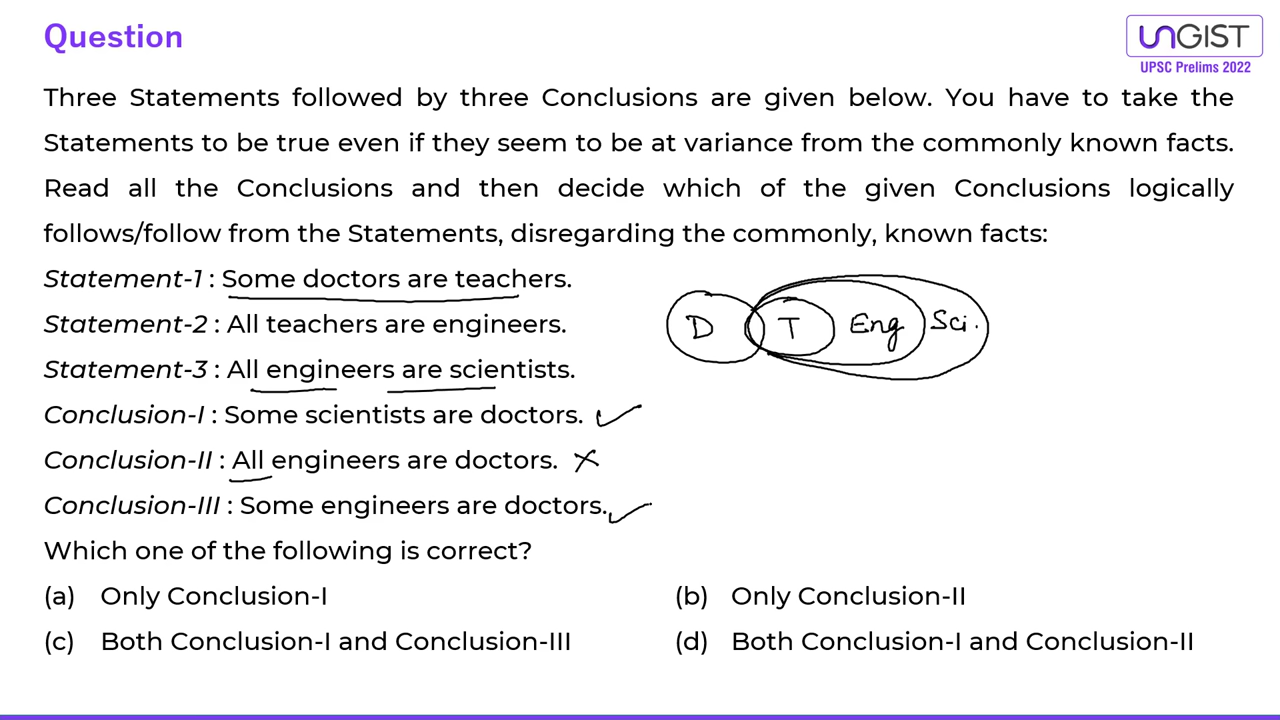 Question
UNGIST
UPSC Prelims 2022
Three Statements followed by three Conclusions are given below. You have to take the
Statements to be true even if they seem to be at variance from the commonly known facts.
Read all the Conclusions and then decide which of the given Conclusions logically
follows/follow from the Statements, disregarding the commonly, known facts:
Statement-1 : Some doctors are teachers.
Statement-2 : All teachers are engineers.
Statement-3 : All engineers are scientists.
D T Eng Sci.
Conclusion-I : Some scientists are doctors.
Conclusion-II : All engineers are doctors.
Conclusion-III : Some engineers are doctors.
Which one of the following is correct?
(a) Only Conclusion-I
(b) Only Conclusion-II
(c) Both Conclusion-I and Conclusion-III
(d) Both Conclusion-I and Conclusion-II